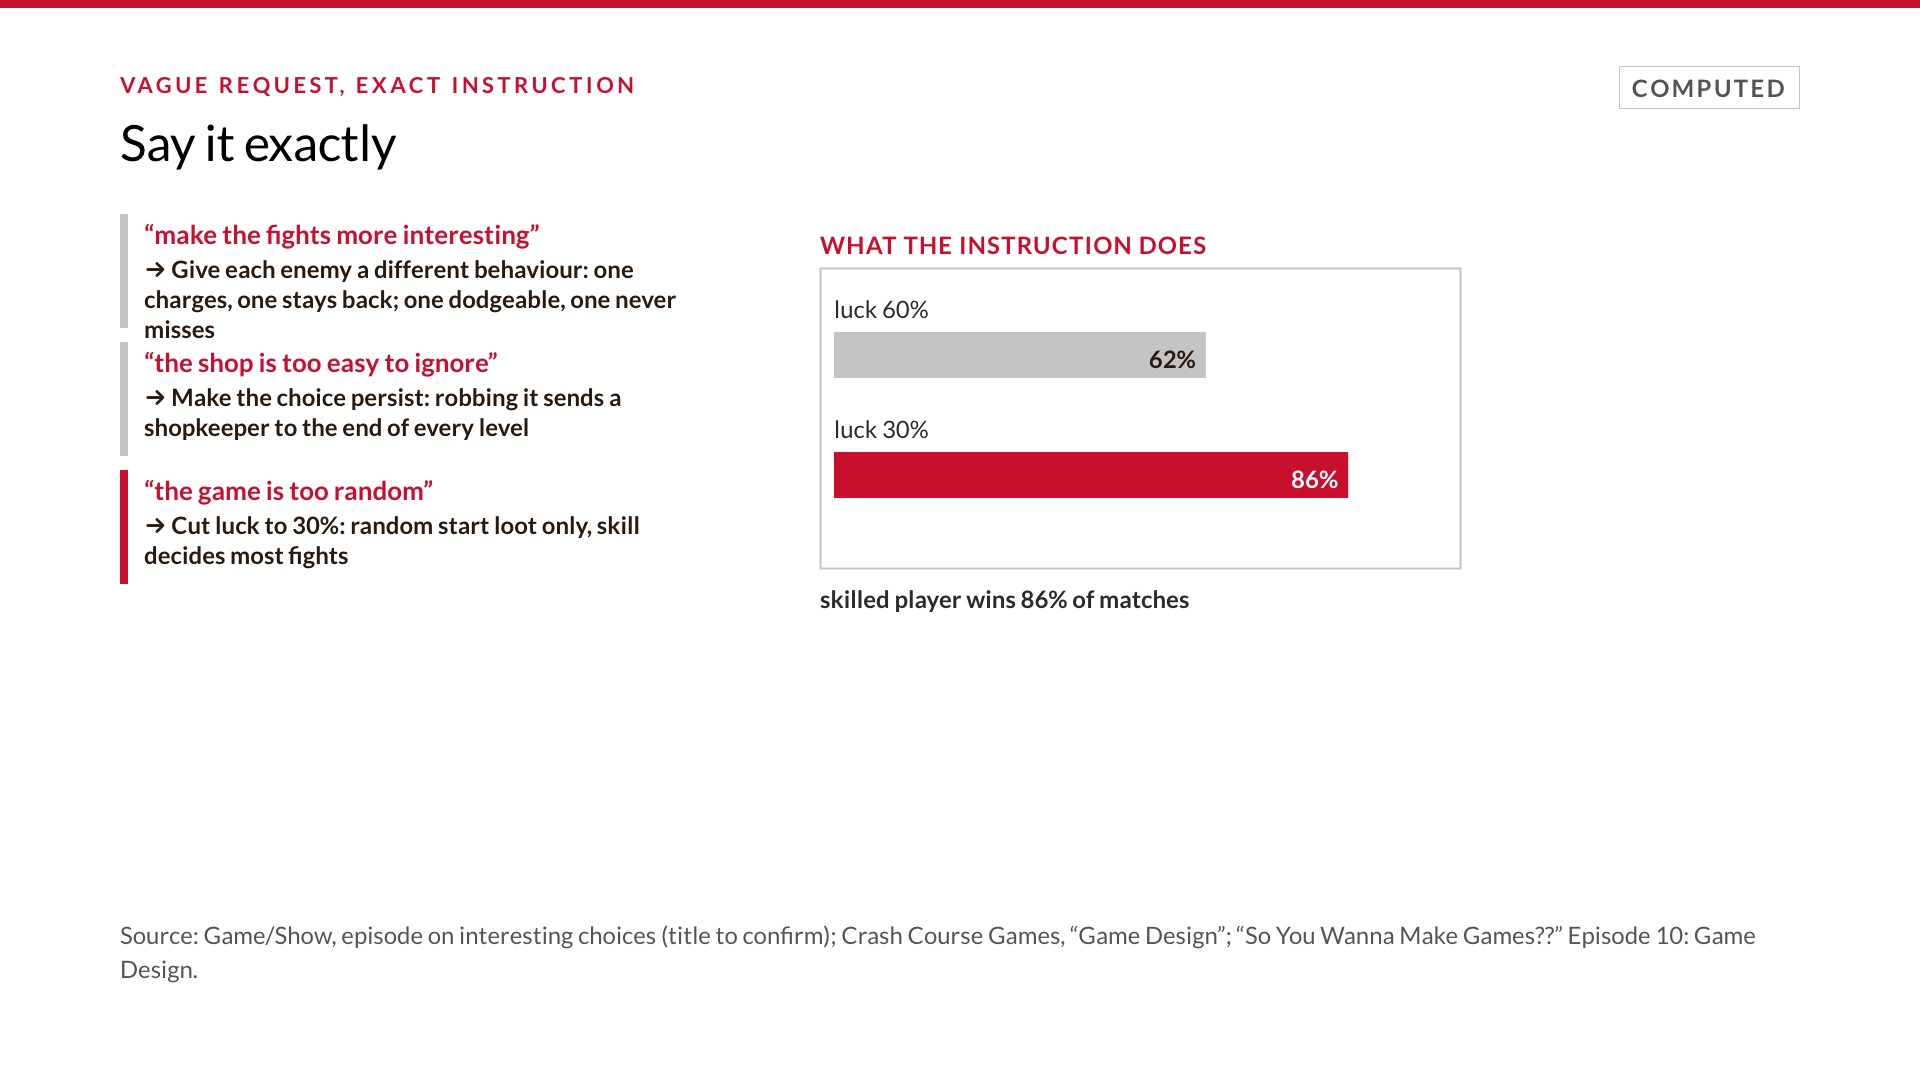 VAGUE REQUEST, EXACT INSTRUCTION
COMPUTED
Say it exactly
“make the fights more interesting”
→ Give each enemy a different behaviour: one
charges, one stays back; one dodgeable, one never
misses
“the shop is too easy to ignore”
→ Make the choice persist: robbing it sends a
shopkeeper to the end of every level
“the game is too random”
→ Cut luck to 30%: random start loot only, skill
decides most fights
WHAT THE INSTRUCTION DOES
luck 60%
62%
luck 30%
86%
skilled player wins 86% of matches
Source: Game/Show, episode on interesting choices (title to confirm); Crash Course Games, “Game Design”; “So You Wanna Make Games??” Episode 10: Game
Design.